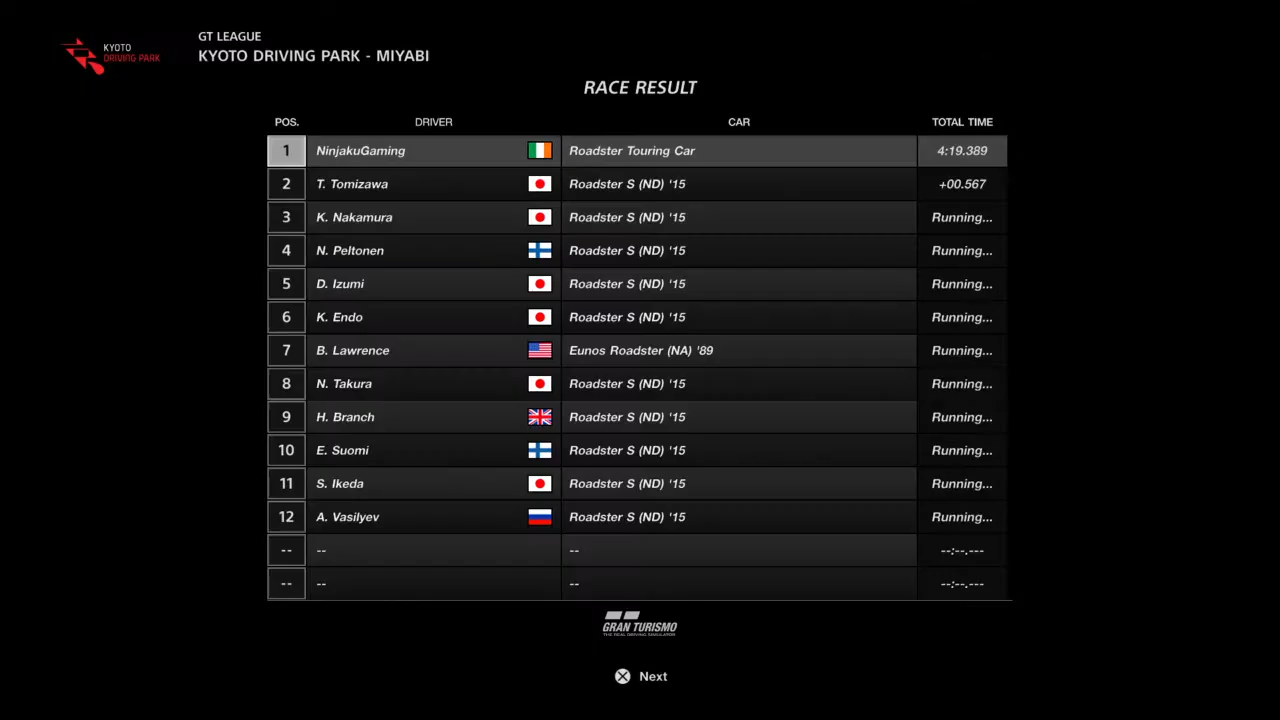 GT LEAGUE
KYOTO DRIVING PARK - MIYABI
KYOTO
DRIVING PARK
RACE RESULT
POS. DRIVER CAR TOTAL TIME
1 NinjakuGaming Roadster Touring Car 4:19.389
2 T. Tomizawa Roadster S (ND) '15 +00.567
3 K. Nakamura Roadster S (ND) '15 Running...
4 N. Peltonen Roadster S (ND) '15 Running...
5 D. Izumi Roadster S (ND) '15 Running...
6 K. Endo Roadster S (ND) '15 Running...
7 B. Lawrence Eunos Roadster (NA) '89 Running...
8 N. Takura Roadster S (ND) '15 Running...
9 H. Branch Roadster S (ND) '15 Running...
10 E. Suomi Roadster S (ND) '15 Running...
11 S. Ikeda Roadster S (ND) '15 Running...
12 A. Vasilyev Roadster S (ND) '15 Running...
-- -- -- --:--.---
-- -- -- --:--.---
GRAN TURISMO
THE REAL DRIVING SIMULATOR
Next